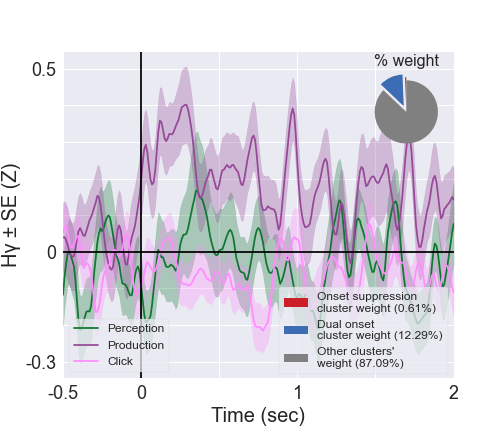 % weight
0.5
0
-0.3
Hγ ± SE (Z)
Perception
Production
Click
Onset suppression
cluster weight (0.61%)
Dual onset
cluster weight (12.29%)
Other clusters'
weight (87.09%)
-0.5
0
1
2
Time (sec)